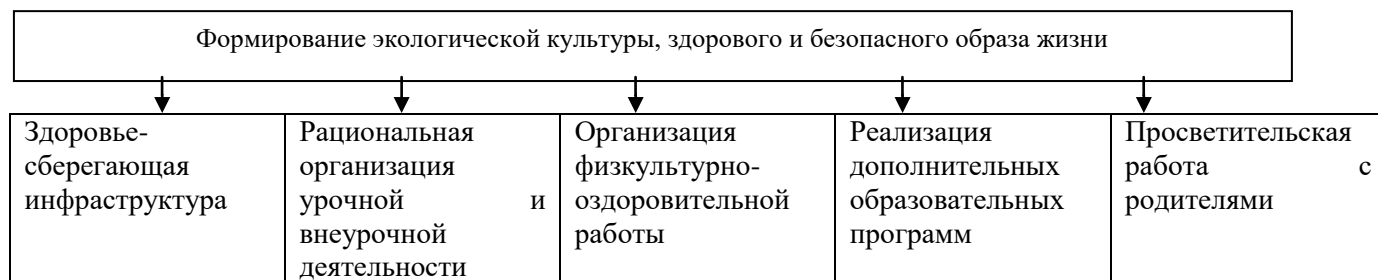 Формирование экологической культуры, здорового и безопасного образа жизни
Здоровье-
сберегающая
инфраструктура
Рациональная
организация
урочной и
внеурочной
деятельности
Организация
физкультурно-
оздоровительной
работы
Реализация
дополнительных
образовательных
программ
Просветительская
работа с
родителями